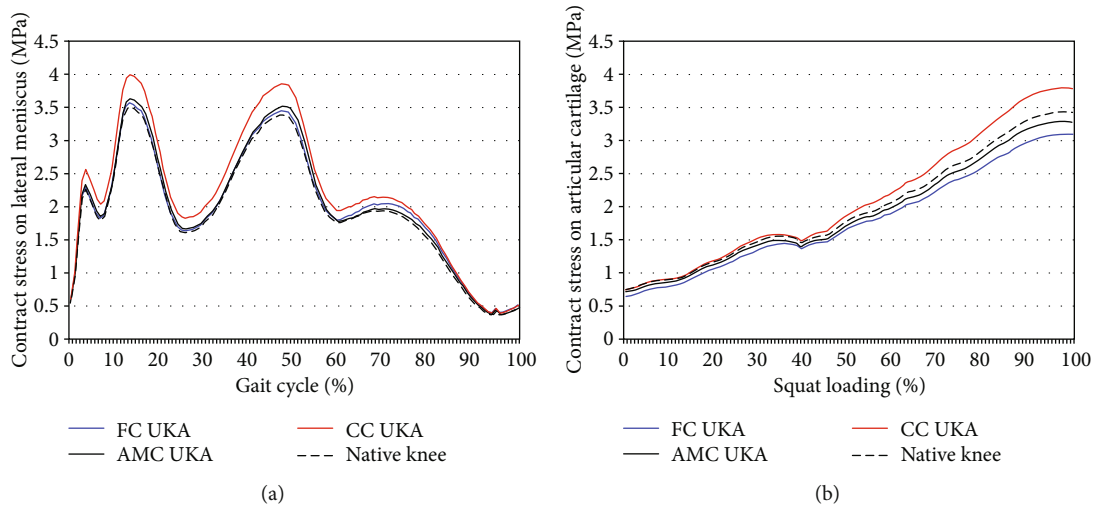 Contract stress on lateral meniscus (MPa)
4.5
4
3.5
3
2.5
2
1.5
1
0.5
0
0 10 20 30 40 50 60 70 80 90 100
Gait cycle (%)
FC UKA
CC UKA
AMC UKA
Native knee
(a)
Contract stress on articular cartilage (MPa)
4.5
4
3.5
3
2.5
2
1.5
1
0.5
0
0 10 20 30 40 50 60 70 80 90 100
Squat loading (%)
FC UKA
CC UKA
AMC UKA
Native knee
(b)